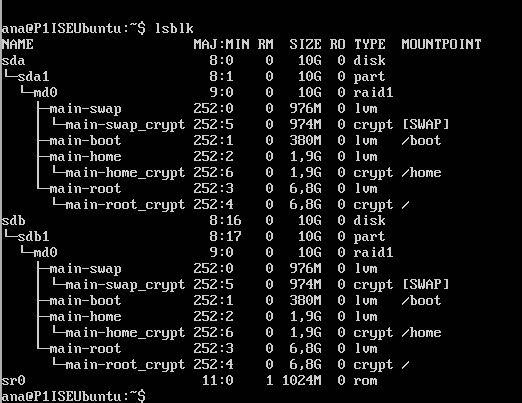 ana@P1ISEUbuntu:~$ lsblk
NAME                    MAJ:MIN RM  SIZE RO TYPE  MOUNTPOINT
sda                       8:0    0   10G  0 disk
└─sda1                    8:1    0   10G  0 part
  └─md0                   9:0    0   10G  0 raid1
    ├─main-swap         252:0    0  976M  0 lvm
    │ └─main-swap_crypt 252:5    0  974M  0 crypt [SWAP]
    ├─main-boot         252:1    0  380M  0 lvm   /boot
    ├─main-home         252:2    0  1,9G  0 lvm
    │ └─main-home_crypt 252:6    0  1,9G  0 crypt /home
    └─main-root         252:3    0  6,8G  0 lvm
      └─main-root_crypt 252:4    0  6,8G  0 crypt /
sdb                       8:16   0   10G  0 disk
└─sdb1                    8:17   0   10G  0 part
  └─md0                   9:0    0   10G  0 raid1
    ├─main-swap         252:0    0  976M  0 lvm
    │ └─main-swap_crypt 252:5    0  974M  0 crypt [SWAP]
    ├─main-boot         252:1    0  380M  0 lvm   /boot
    ├─main-home         252:2    0  1,9G  0 lvm
    │ └─main-home_crypt 252:6    0  1,9G  0 crypt /home
    └─main-root         252:3    0  6,8G  0 lvm
      └─main-root_crypt 252:4    0  6,8G  0 crypt /
sr0                      11:0    1 1024M  0 rom
ana@P1ISEUbuntu:~$